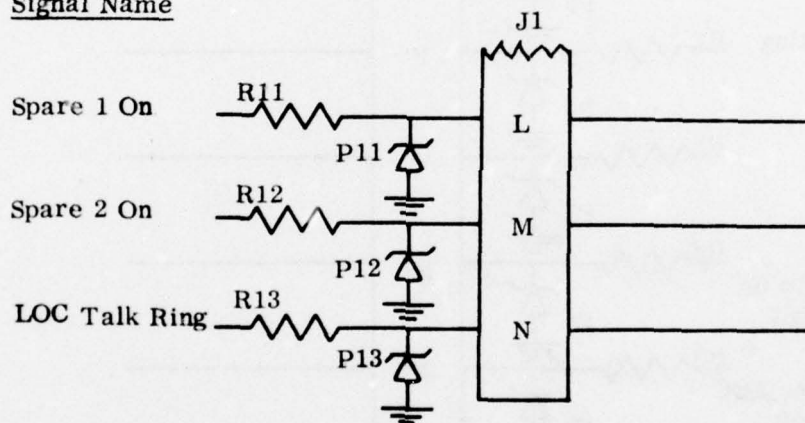 Signal Name
J1
Spare 1 On
R11
L
P11
Spare 2 On
R12
M
P12
LOC Talk Ring
R13
N
P13